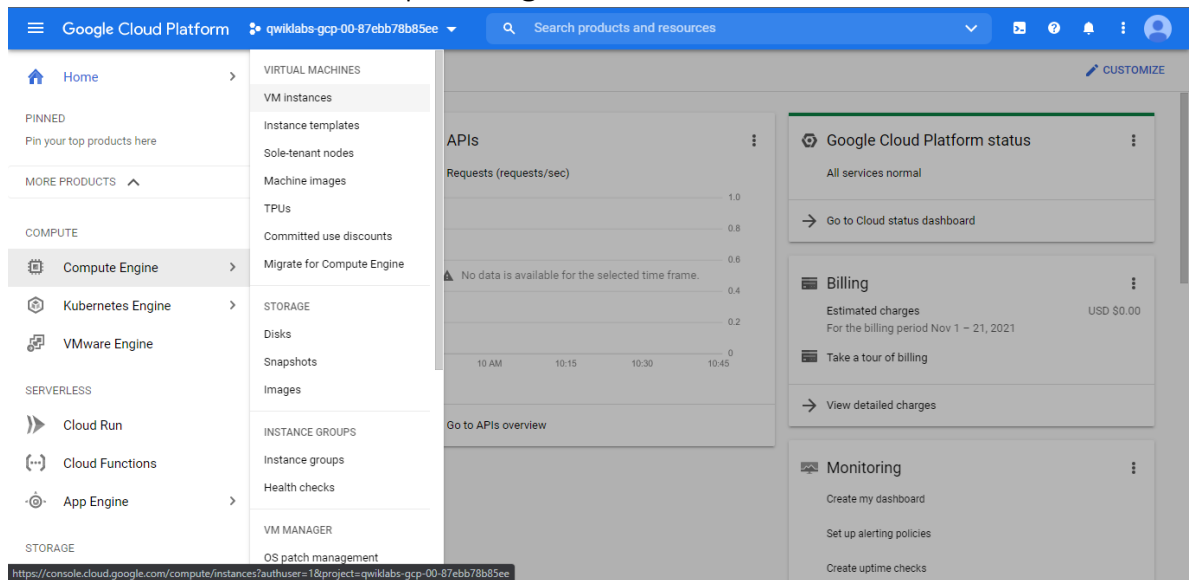 Google Cloud Platform
qwiklabs-gcp-00-87ebb78b85ee
Search products and resources
Home
PINNED
Pin your top products here
MORE PRODUCTS
COMPUTE
Compute Engine
Kubernetes Engine
VMware Engine
SERVERLESS
Cloud Run
Cloud Functions
App Engine
STORAGE
VIRTUAL MACHINES
VM instances
Instance templates
Sole-tenant nodes
Machine images
TPUs
Committed use discounts
Migrate for Compute Engine
STORAGE
Disks
Snapshots
Images
INSTANCE GROUPS
Instance groups
Health checks
VM MANAGER
OS patch management
CUSTOMIZE
APIs
Requests (requests/sec)
1.0
0.8
0.6
No data is available for the selected time frame.
0.4
0.2
0
10 AM
10:15
10:30
10:45
Go to APIs overview
Google Cloud Platform status
All services normal
Go to Cloud status dashboard
Billing
Estimated charges
USD $0.00
For the billing period Nov 1 – 21, 2021
Take a tour of billing
View detailed charges
Monitoring
Create my dashboard
Set up alerting policies
Create uptime checks
https://console.cloud.google.com/compute/instances?authuser=1&project=qwiklabs-gcp-00-87ebb78b85ee